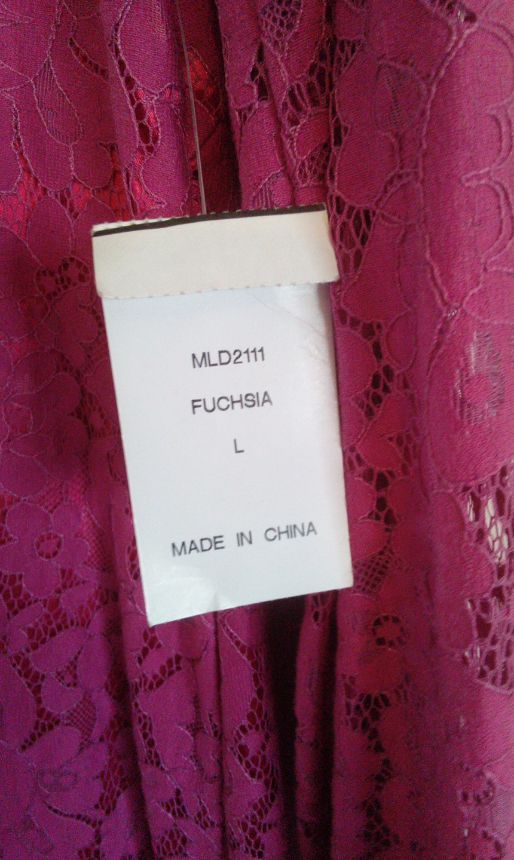 MLD2111
FUCHSIA
L
MADE IN CHINA